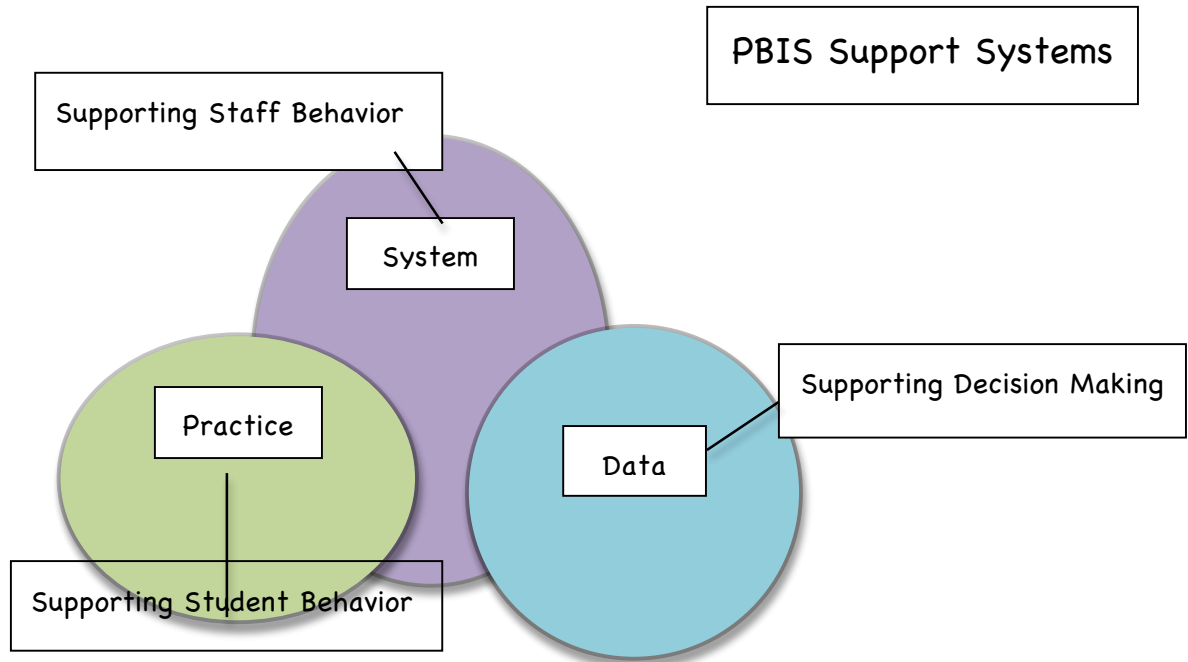 PBIS Support Systems
Supporting Staff Behavior
System
Supporting Decision Making
Practice
Data
Supporting Student Behavior